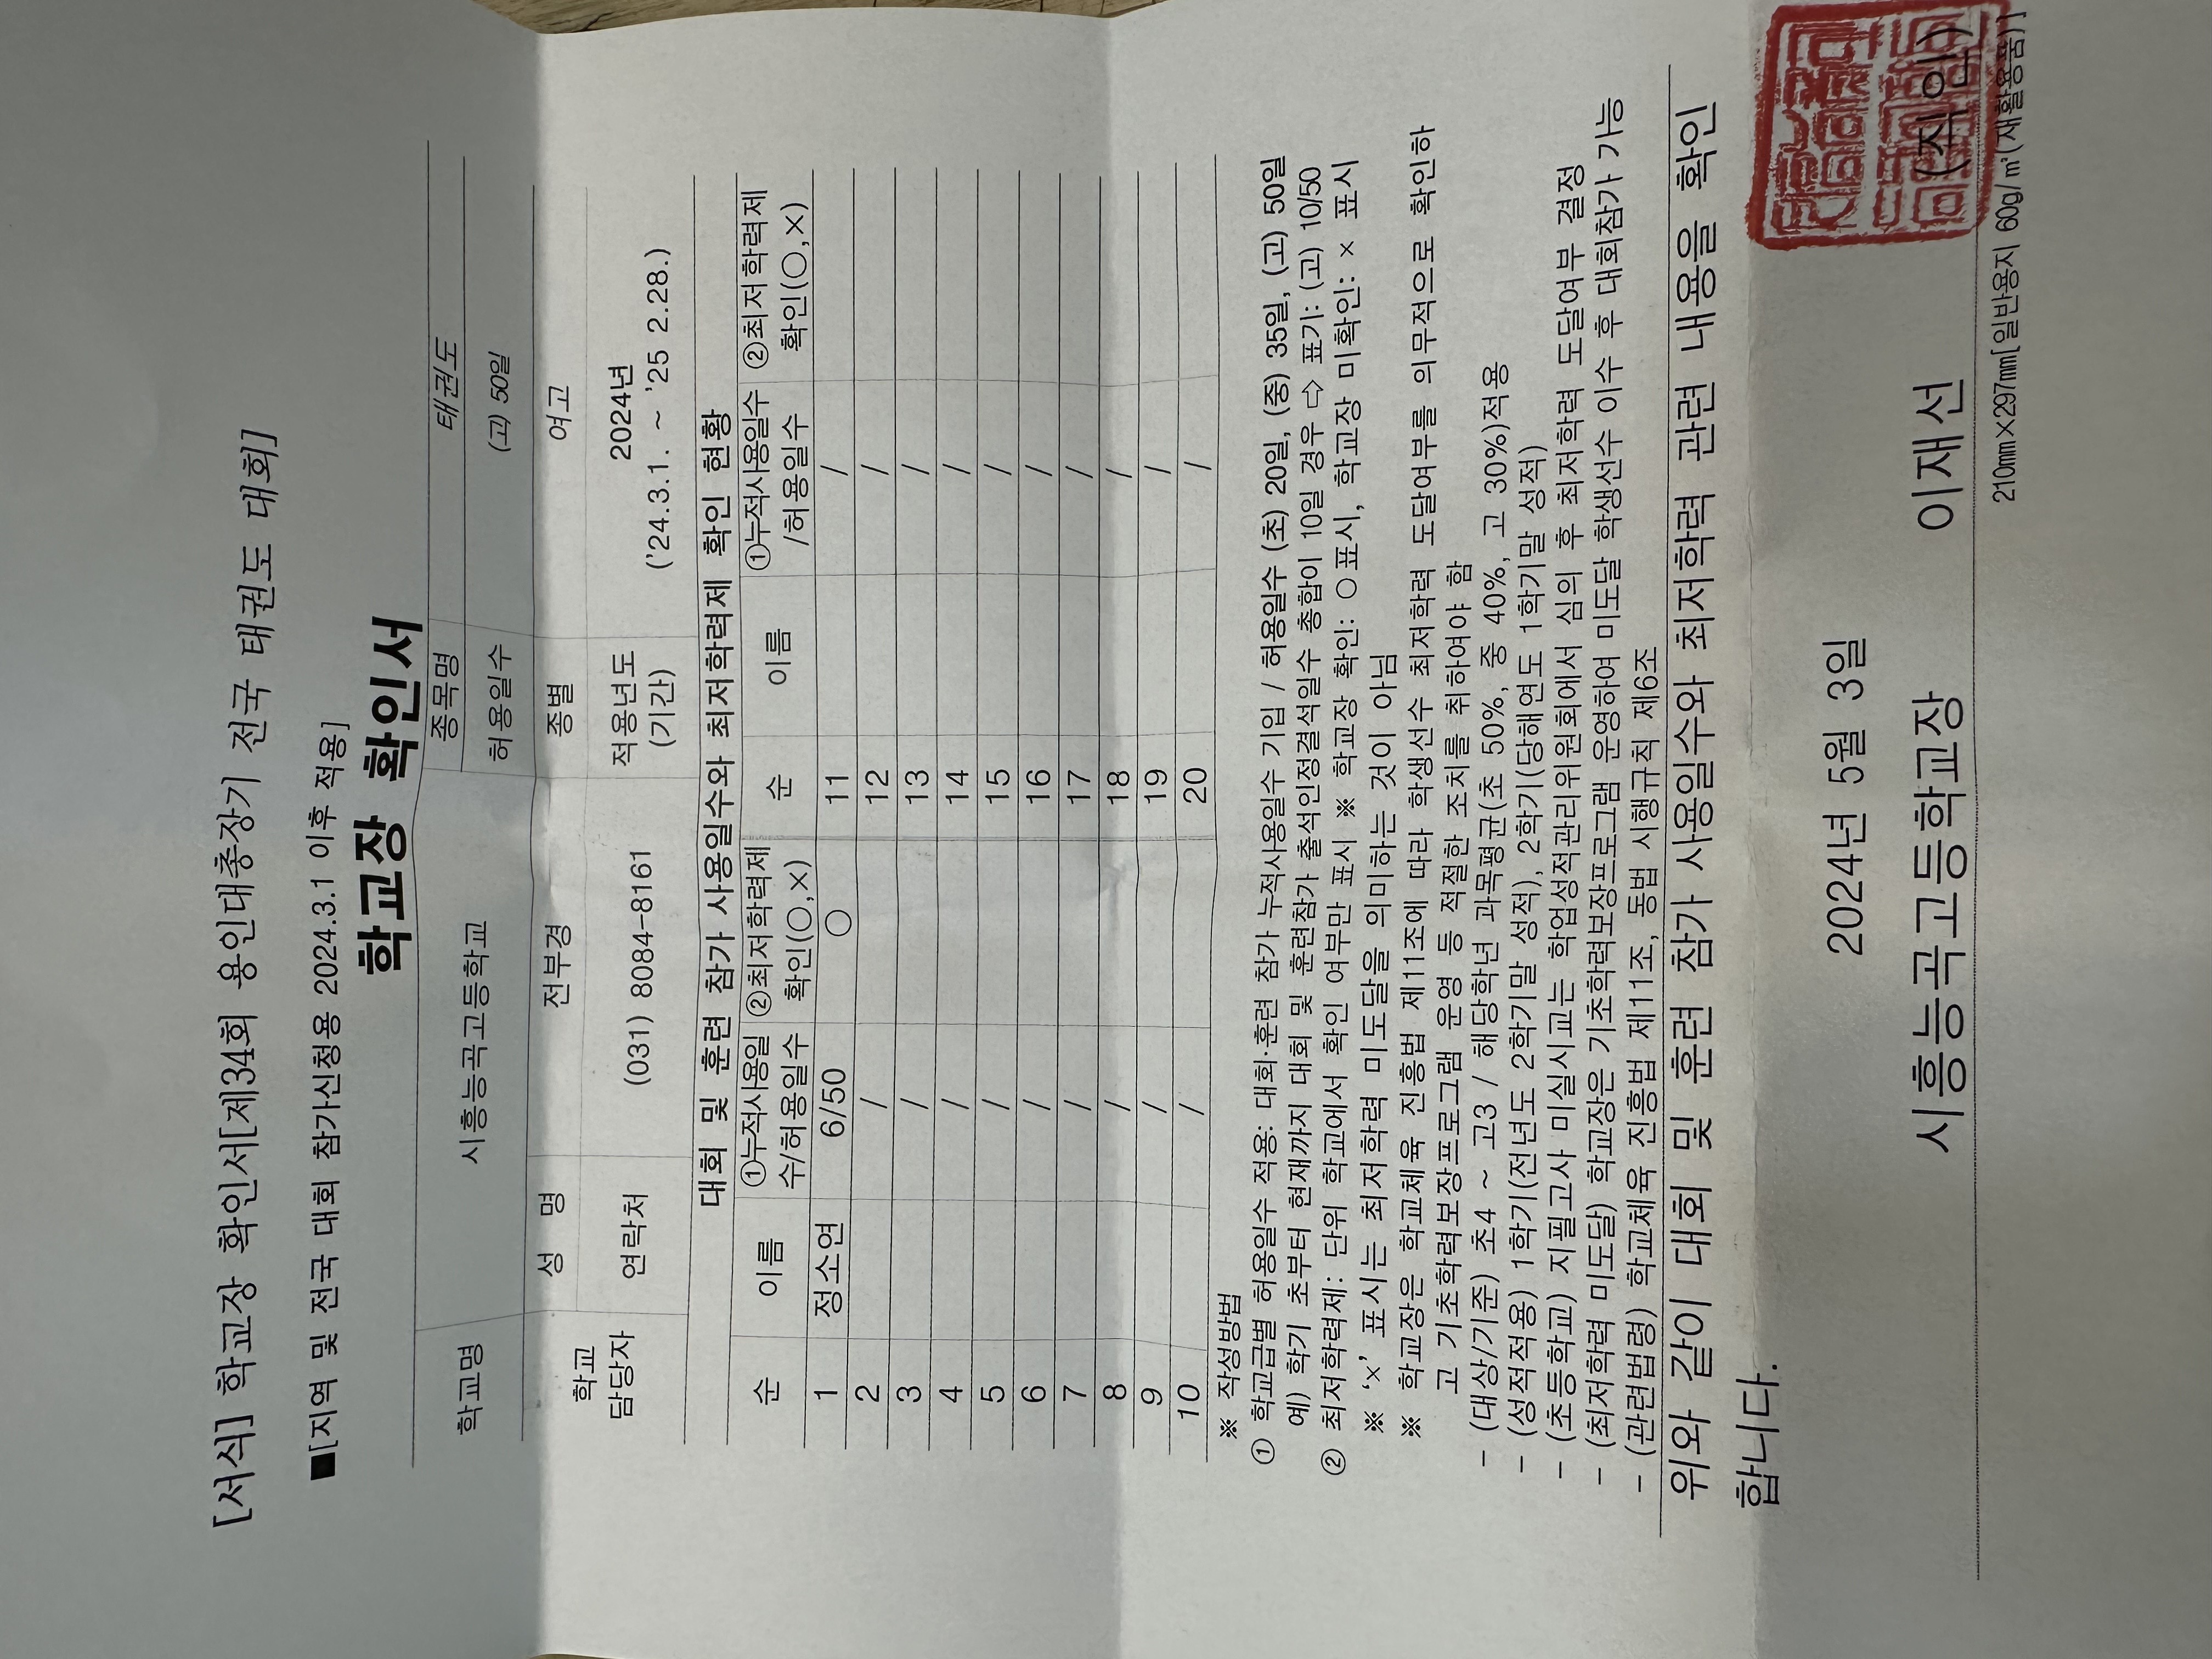 [서식] 학교장 확인서[제34회 용인대총장기 전국 태권도 대회]
■[지역 및 전국 대회 참가신청용 2024.3.1 이후 적용]
학교장 확인서
학교명 시흥능곡고등학교 종목명 태권도
허용일수 (고) 50일
학교 담당자 성 명 전부경 종별 여고
연락처 (031) 8084-8161 적용년도 (기간) 2024년 ('24.3.1. ~ '25 2.28.)
대회 및 훈련 참가 사용일수와 최저학력제 확인 현황
순 이름 ①누적사용일수/허용일수 ②최저학력제 확인(○,×) 순 이름 ①누적사용일수/허용일수 ②최저학력제 확인(○,×)
1 정소연 6/50 ○ 11 /
2 / 12 /
3 / 13 /
4 / 14 /
5 / 15 /
6 / 16 /
7 / 17 /
8 / 18 /
9 / 19 /
10 / 20 /
※ 작성방법
① 학교급별 허용일수 적용: 대회·훈련 참가 누적사용일수 기입 / 허용일수 (초) 20일, (중) 35일, (고) 50일
예) 학기 초부터 현재까지 대회 및 훈련참가 출석인정결석일수 총합이 10일 경우 ⇨ 표기: (고) 10/50
② 최저학력제: 단위 학교에서 확인 여부만 표시 ※ 학교장 확인: ○ 표시, 학교장 미확인: × 표시
※ '×' 표시는 최저학력 미도달을 의미하는 것이 아님
※ 학교장은 학교체육 진흥법 제11조에 따라 학생선수 최저학력 도달여부를 의무적으로 확인하
고 기초학력보장프로그램 운영 등 적절한 조치를 취하여야 함
- (대상/기준) 초4 ~ 고3 / 해당학년 과목평균(초 50%, 중 40%, 고 30%)적용
- (성적적용) 1학기(전년도 2학기말 성적), 2학기(당해연도 1학기말 성적)
- (초등학교) 지필고사 미실시교는 학업성적관리위원회에서 심의 후 최저학력 도달여부 결정
- (최저학력 미도달) 학교장은 기초학력보장프로그램 운영하여 미도달 학생선수 이수 후 대회참가 가능
- (관련법령) 학교체육 진흥법 제11조, 동법 시행규칙 제6조
위와 같이 대회 및 훈련 참가 사용일수와 최저학력 관련 내용을 확인
합니다.
2024년 5월 3일
시흥능곡고등학교장 이재선 (직인)
210mm×297mm[일반용지 60g/㎡(재활용품)]